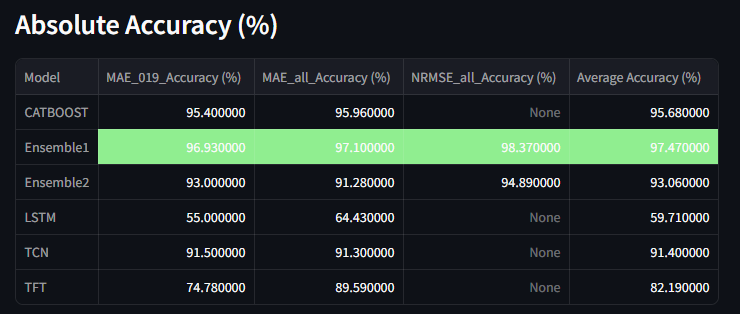 Absolute Accuracy (%)
Model MAE_019_Accuracy (%) MAE_all_Accuracy (%) NRMSE_all_Accuracy (%) Average Accuracy (%)
CATBOOST 95.400000 95.960000 None 95.680000
Ensemble1 96.930000 97.100000 98.370000 97.470000
Ensemble2 93.000000 91.280000 94.890000 93.060000
LSTM 55.000000 64.430000 None 59.710000
TCN 91.500000 91.300000 None 91.400000
TFT 74.780000 89.590000 None 82.190000